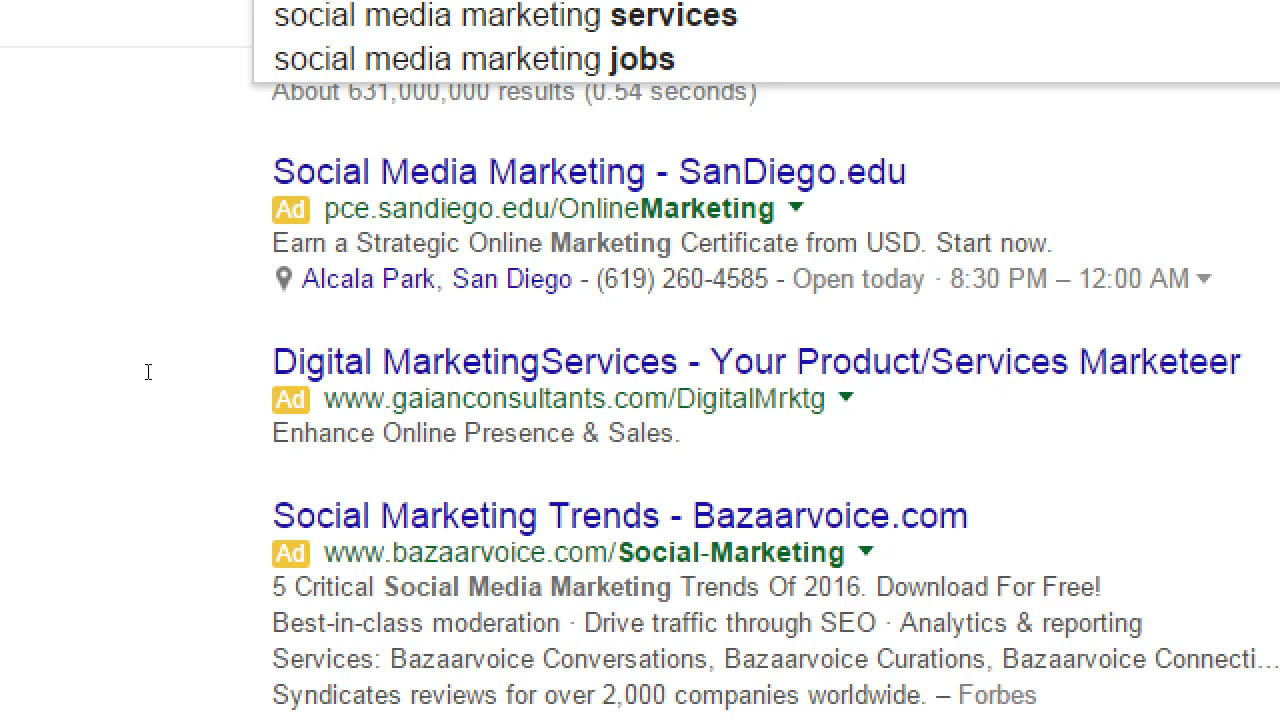 social media marketing services
social media marketing jobs
About 631,000,000 results (0.54 seconds)
Social Media Marketing - SanDiego.edu
Ad pce.sandiego.edu/OnlineMarketing
Earn a Strategic Online Marketing Certificate from USD. Start now.
Alcala Park, San Diego - (619) 260-4585 - Open today · 8:30 PM – 12:00 AM
Digital MarketingServices - Your Product/Services Marketeer
Ad www.gaianconsultants.com/DigitalMrktg
Enhance Online Presence & Sales.
Social Marketing Trends - Bazaarvoice.com
Ad www.bazaarvoice.com/Social-Marketing
5 Critical Social Media Marketing Trends Of 2016. Download For Free!
Best-in-class moderation · Drive traffic through SEO · Analytics & reporting
Services: Bazaarvoice Conversations, Bazaarvoice Curations, Bazaarvoice Connecti...
Syndicates reviews for over 2,000 companies worldwide. – Forbes